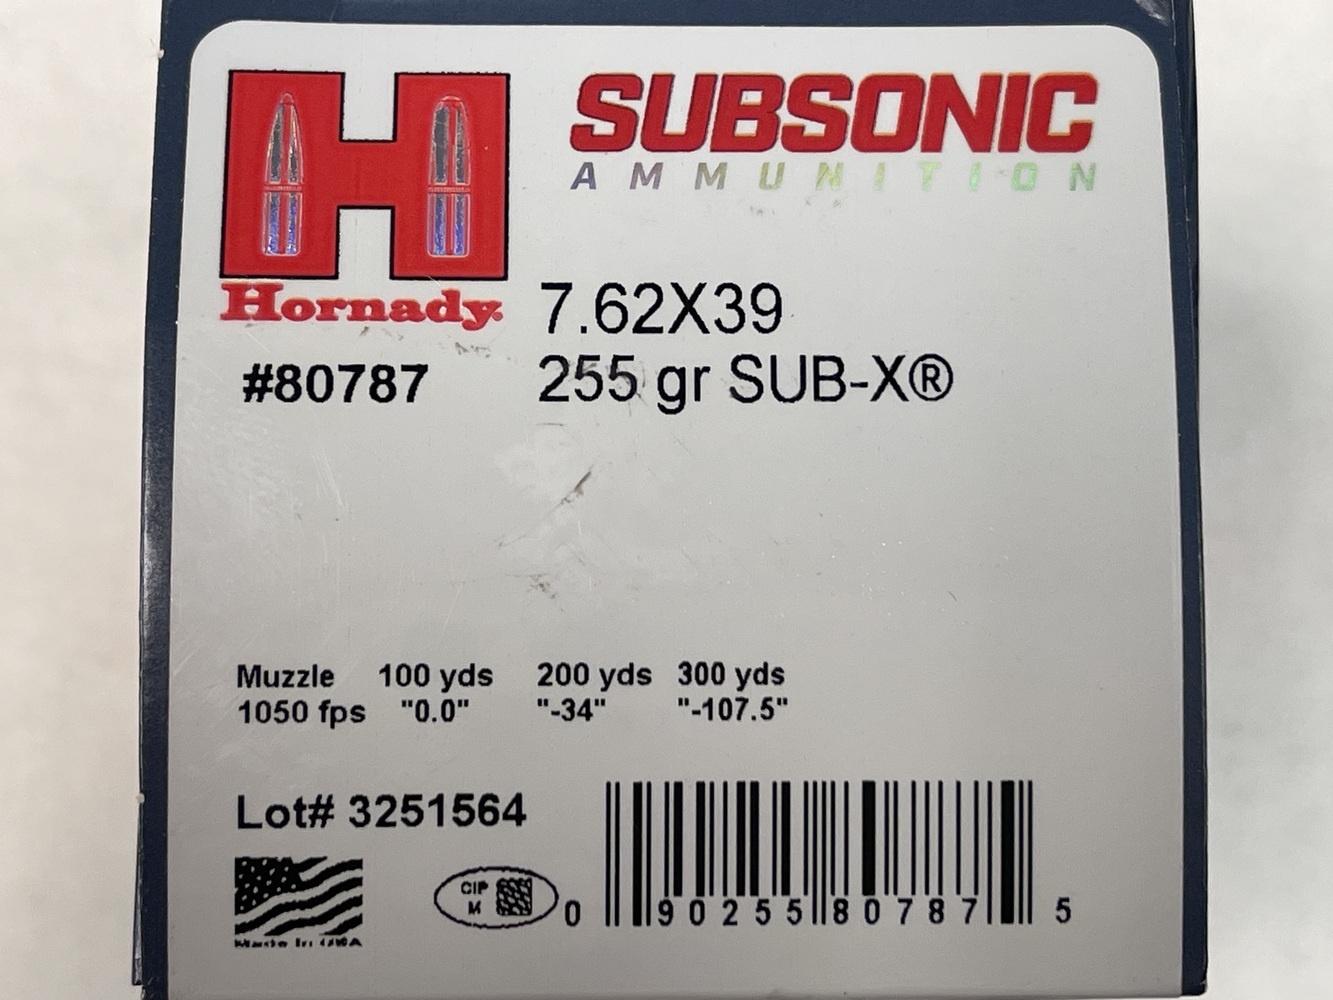 SUBSONIC
AMMUNITION
Hornady.
7.62X39
#80787
255 gr SUB-X®
Muzzle 100 yds 200 yds 300 yds
1050 fps "0.0" "-34" "-107.5"
Lot# 3251564
CIP
M
0 90255 80787 5
Made in USA